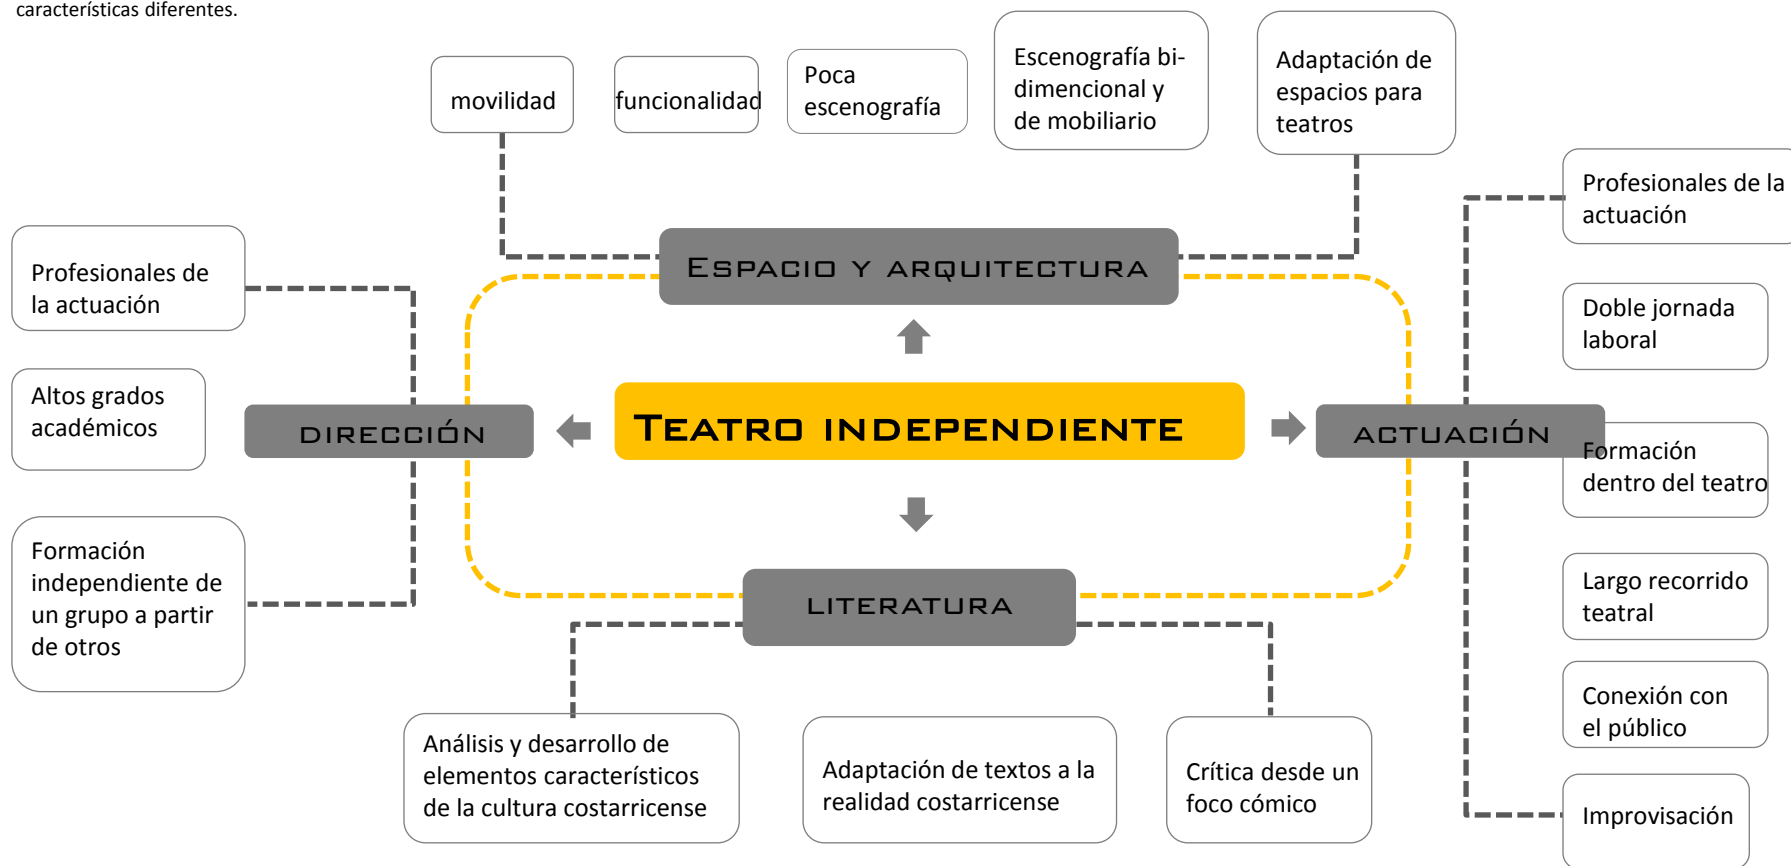 características diferentes.
movilidad
funcionalidad
Poca
escenografía
Escenografía bi-
dimencional y
de mobiliario
Adaptación de
espacios para
teatros
Espacio y arquitectura
Profesionales de
la actuación
Altos grados
académicos
Formación
independiente de
un grupo a partir
de otros
dirección
Teatro independiente
actuación
Profesionales de la
actuación
Doble jornada
laboral
Formación
dentro del teatro
Largo recorrido
teatral
Conexión con
el público
Improvisación
literatura
Análisis y desarrollo de
elementos característicos
de la cultura costarricense
Adaptación de textos a la
realidad costarricense
Crítica desde un
foco cómico